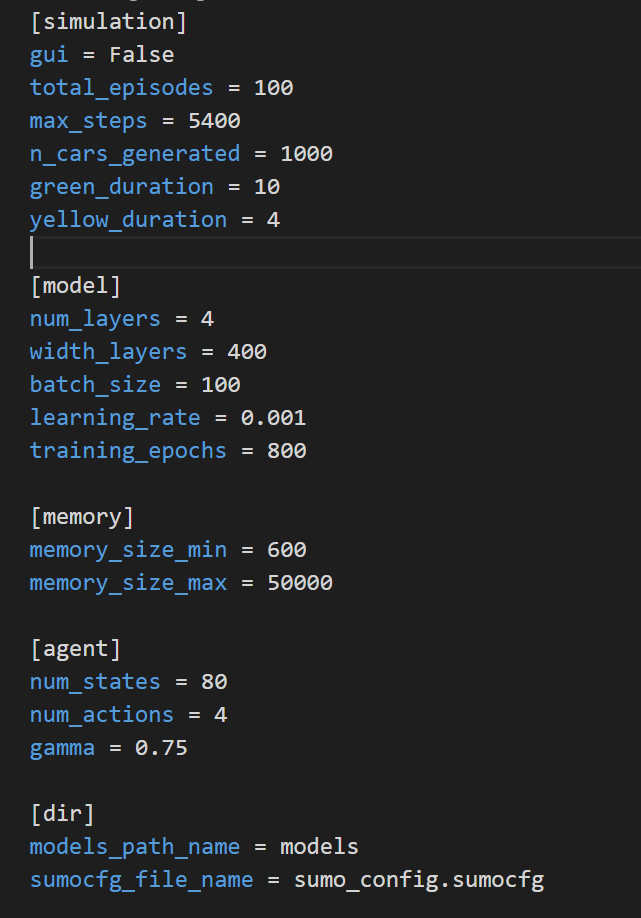 [simulation]
gui = False
total_episodes = 100
max_steps = 5400
n_cars_generated = 1000
green_duration = 10
yellow_duration = 4
[model]
num_layers = 4
width_layers = 400
batch_size = 100
learning_rate = 0.001
training_epochs = 800
[memory]
memory_size_min = 600
memory_size_max = 50000
[agent]
num_states = 80
num_actions = 4
gamma = 0.75
[dir]
models_path_name = models
sumocfg_file_name = sumo_config.sumocfg